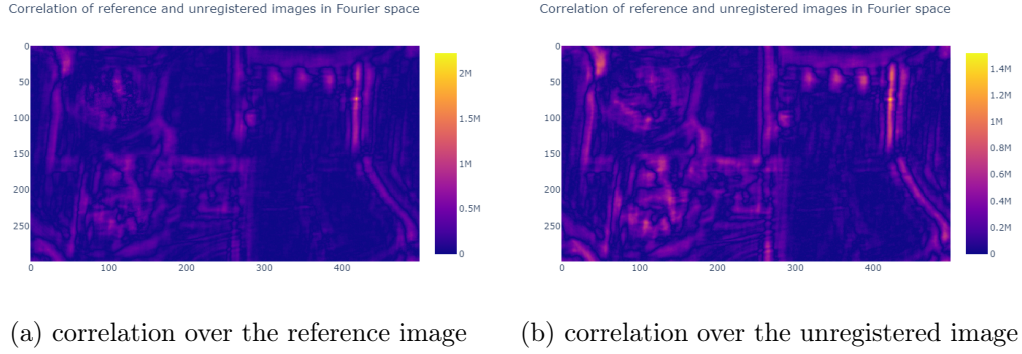 Correlation of reference and unregistered images in Fourier space
0
50
100
150
200
250
0 100 200 300 400
2M
1.5M
1M
0.5M
0
(a) correlation over the reference image
Correlation of reference and unregistered images in Fourier space
0
50
100
150
200
250
0 100 200 300 400
1.4M
1.2M
1M
0.8M
0.6M
0.4M
0.2M
0
(b) correlation over the unregistered image